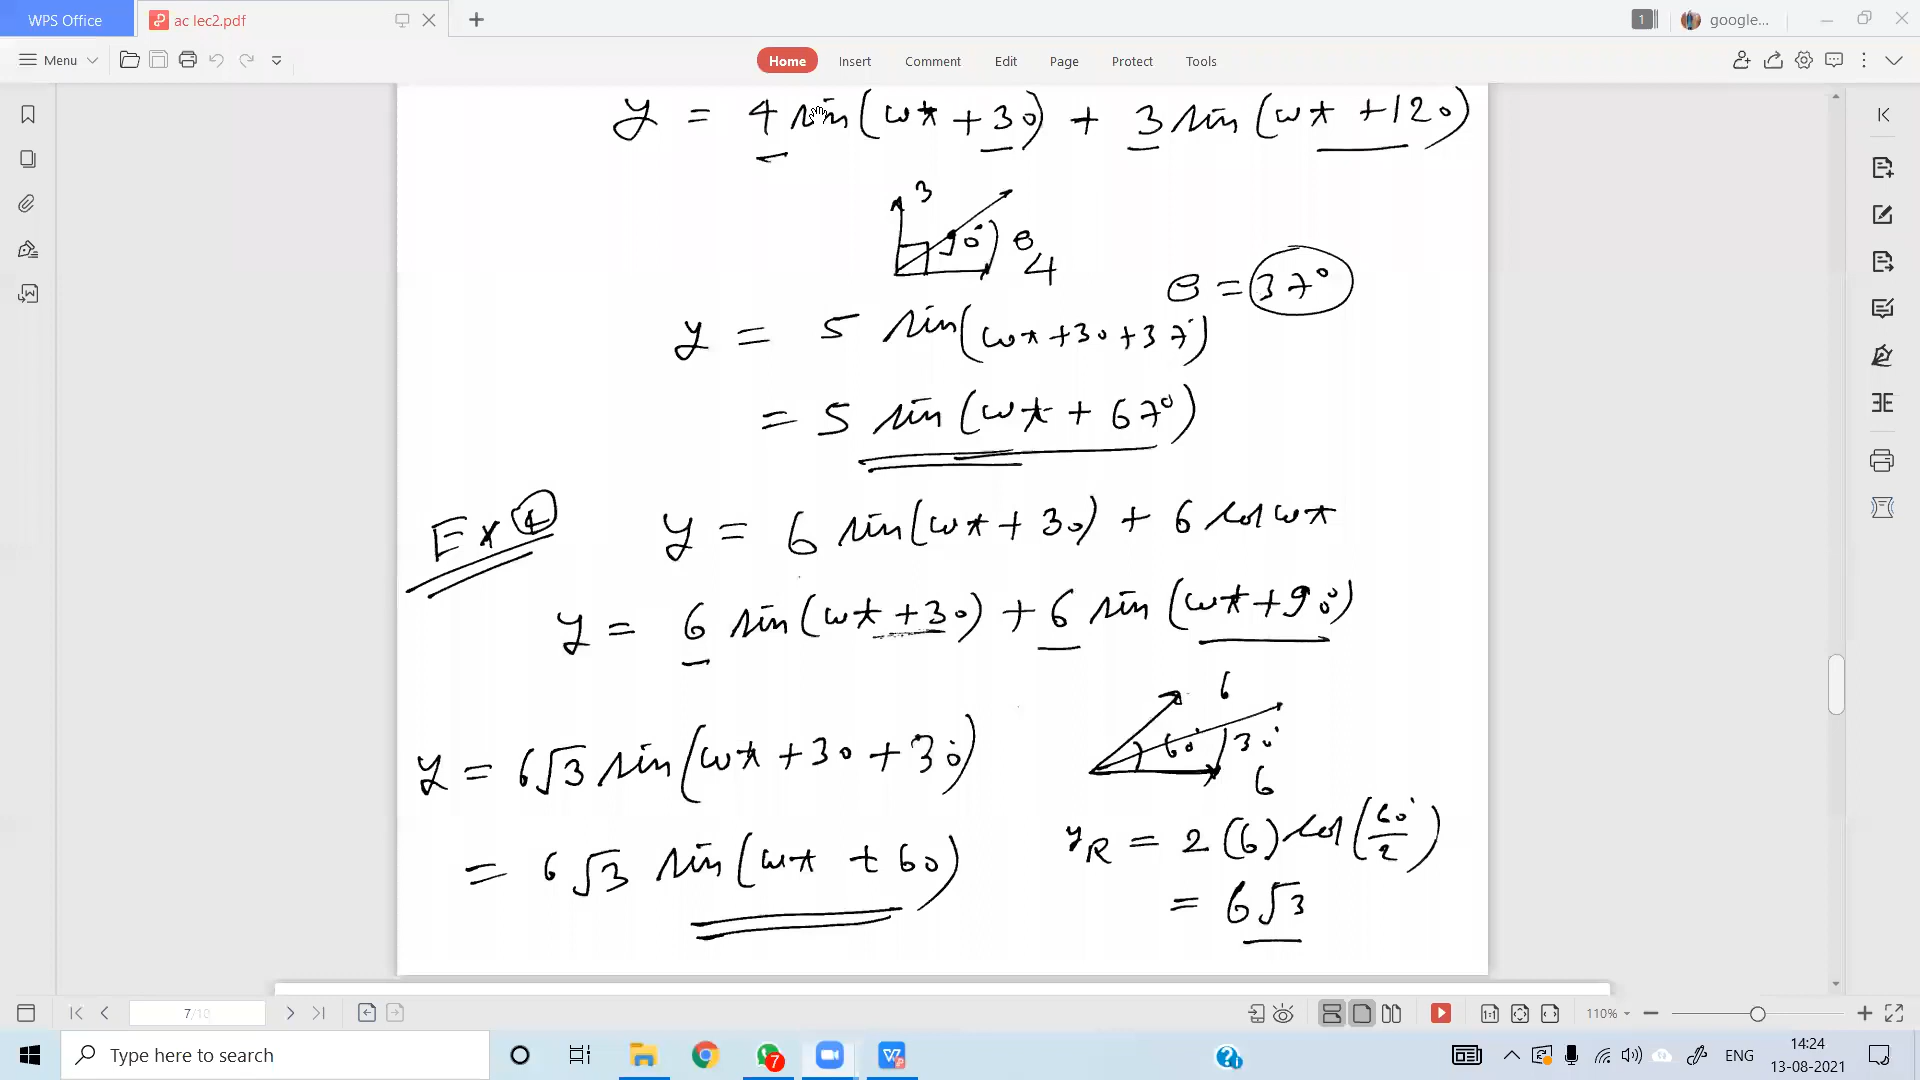 WPS Office
ac lec2.pdf
1
google...
Menu
Home Insert Comment Edit Page Protect Tools
y = 4 sin(ωt + 30) + 3 sin(ωt + 120)
3
90° θ
4
θ = 37°
y = 5 sin(ωt + 30 + 37°)
= 5 sin(ωt + 67°)
Ex 4
y = 6 sin(ωt + 30) + 6 cos ωt
y = 6 sin(ωt + 30) + 6 sin(ωt + 90°)
6
60° 30°
6
y = 6√3 sin(ωt + 30 + 30°)
yR = 2(6) cos(60°/2)
= 6√3 sin(ωt + 60)
= 6√3
7/10
110%
Type here to search
7
ENG
14:24
13-08-2021